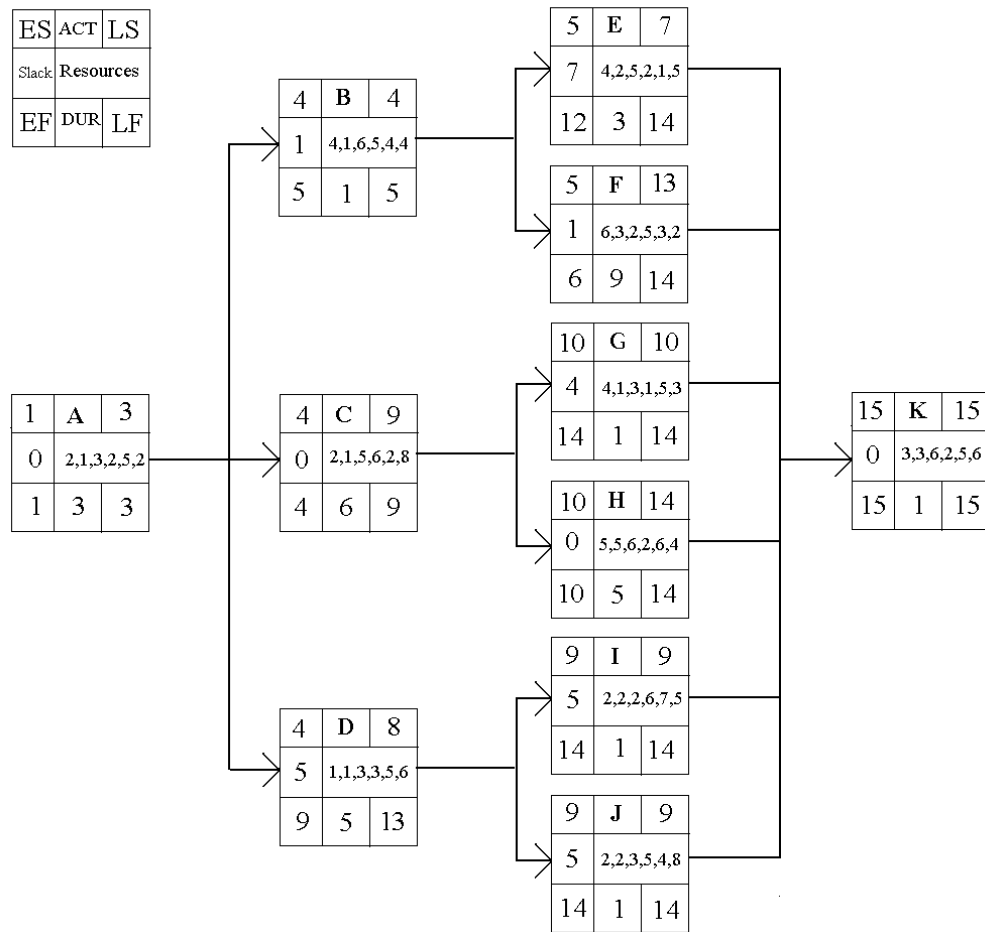 ES ACT LS
Slack Resources
EF DUR LF
1 A 3
0 2,1,3,2,5,2
1 3 3
4 B 4
1 4,1,6,5,4,4
5 1 5
4 C 9
0 2,1,5,6,2,8
4 6 9
4 D 8
5 1,1,3,3,5,6
9 5 13
5 E 7
7 4,2,5,2,1,5
12 3 14
5 F 13
1 6,3,2,5,3,2
6 9 14
10 G 10
4 4,1,3,1,5,3
14 1 14
10 H 14
0 5,5,6,2,6,4
10 5 14
9 I 9
5 2,2,2,6,7,5
14 1 14
9 J 9
5 2,2,3,5,4,8
14 1 14
15 K 15
0 3,3,6,2,5,6
15 1 15